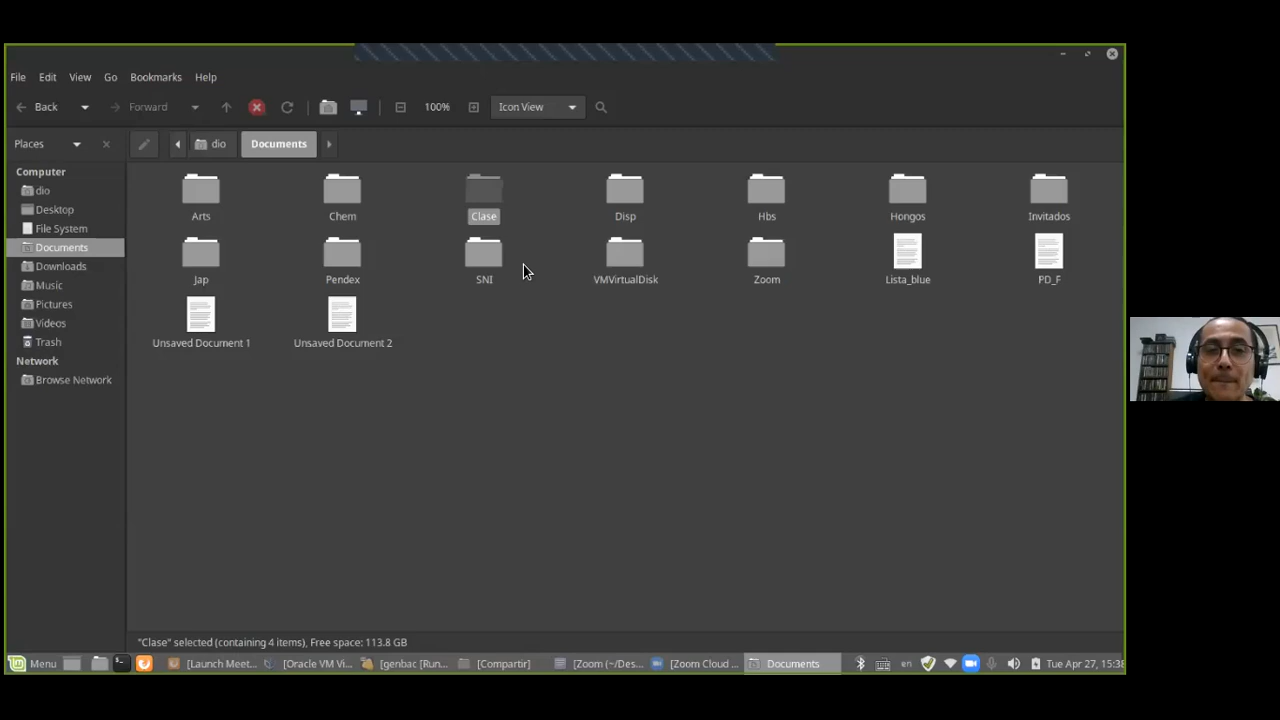 File Edit View Go Bookmarks Help
Back Forward 100% Icon View
Places dio Documents
Computer
dio
Desktop
File System
Documents
Downloads
Music
Pictures
Videos
Trash
Network
Browse Network
Arts Chem Clase Disp Hbs Hongos Invitados
Jap Pendex SNI VMVirtualDisk Zoom Lista_blue PD_F
Unsaved Document 1 Unsaved Document 2
"Clase" selected (containing 4 items), Free space: 113.8 GB
Menu [Launch Meet... [Oracle VM Vi... [genbac [Run... [Compartir] [Zoom (~/Des... [Zoom Cloud ... Documents en Tue Apr 27, 15:38